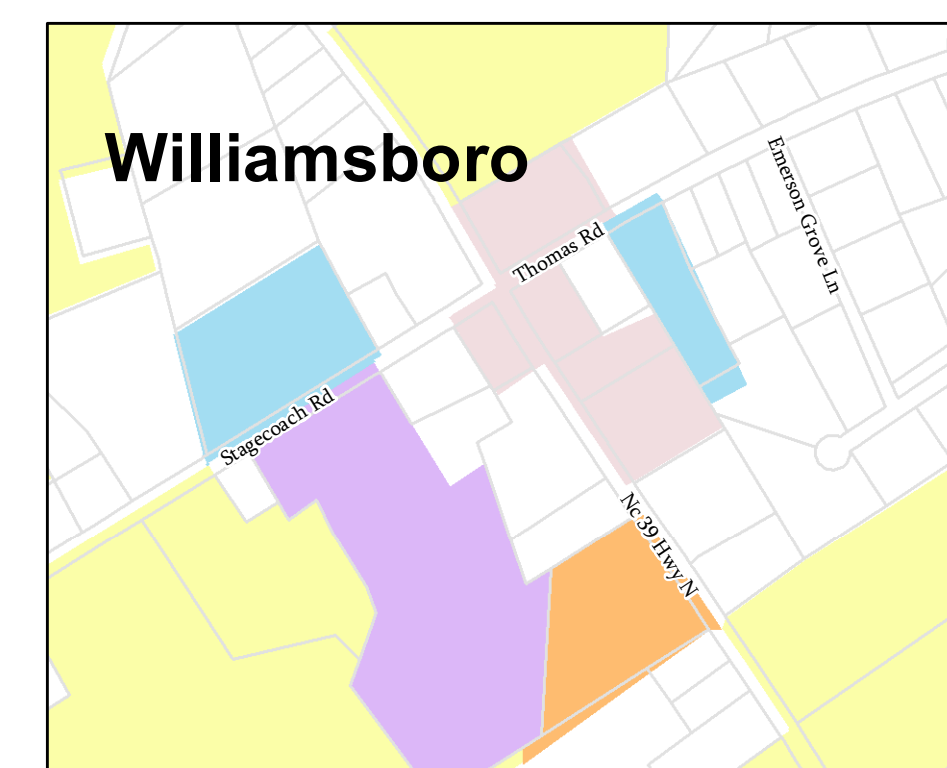 Williamsboro
Emerson Grove Ln
Thomas Rd
Stagecoach Rd
Nc 39 Hwy N